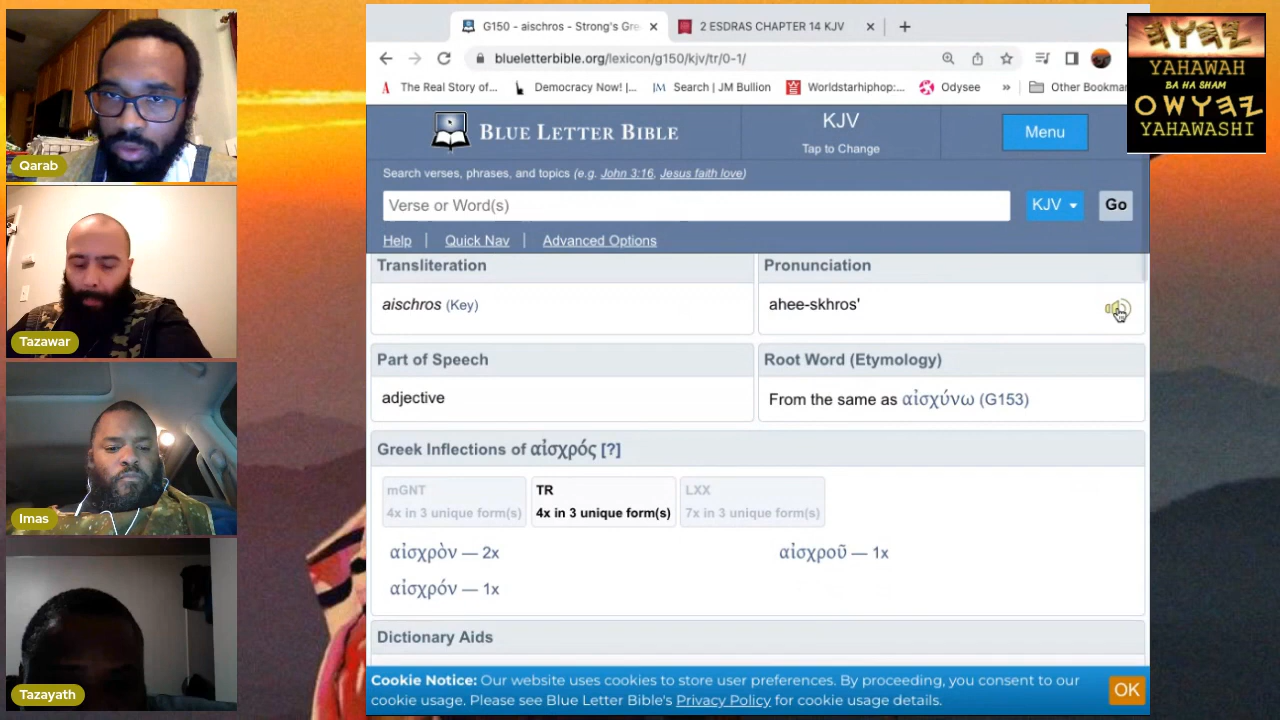 Qarab
Tazawar
Imas
Tazayath
G150 - aischros - Strong's Gre
2 ESDRAS CHAPTER 14 KJV
blueletterbible.org/lexicon/g150/kjv/tr/0-1/
The Real Story of...
Democracy Now! |...
Search | JM Bullion
Worldstarhiphop:...
Odysee
»
Other Bookmar
BLUE LETTER BIBLE
KJV
Tap to Change
Menu
Search verses, phrases, and topics (e.g. John 3:16, Jesus faith love)
Verse or Word(s)
KJV
Go
Help | Quick Nav | Advanced Options
Transliteration
Pronunciation
aischros (Key)
ahee-skhros'
Part of Speech
Root Word (Etymology)
adjective
From the same as αἰσχύνω (G153)
Greek Inflections of αἰσχρός [?]
mGNT
4x in 3 unique form(s)
TR
4x in 3 unique form(s)
LXX
7x in 3 unique form(s)
αἰσχρὸν — 2x
αἰσχροῦ — 1x
αἰσχρόν — 1x
Dictionary Aids
Cookie Notice: Our website uses cookies to store user preferences. By proceeding, you consent to our
cookie usage. Please see Blue Letter Bible's Privacy Policy for cookie usage details.
OK
YAHAWAH
BA HA SHAM
YAHAWASHI